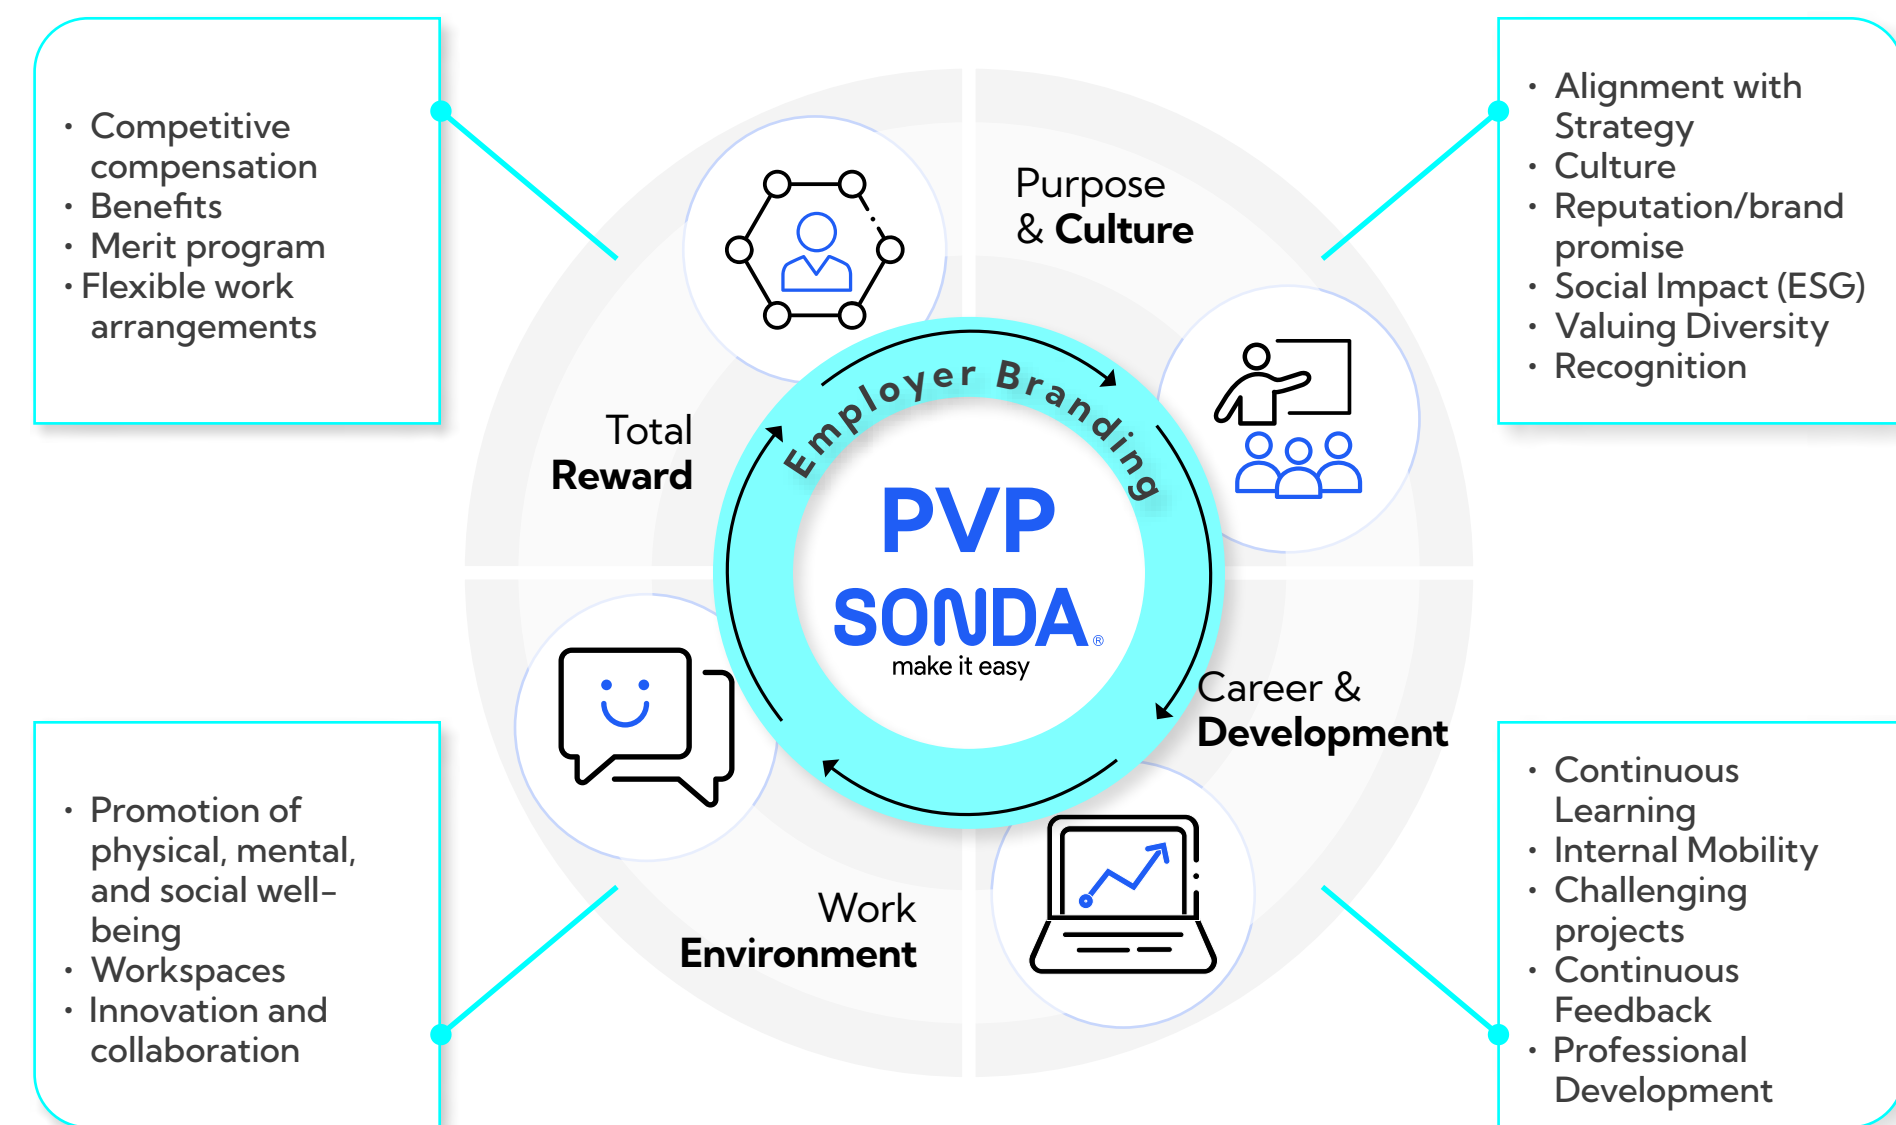 • Competitive
compensation
• Benefits
• Merit program
• Flexible work
arrangements
Purpose
& Culture
• Alignment with
Strategy
• Culture
• Reputation/brand
promise
• Social Impact (ESG)
• Valuing Diversity
• Recognition
Total
Reward
Employer Branding
PVP
SONDA®
make it easy
Career &
Development
Work
Environment
• Promotion of
physical, mental,
and social well-
being
• Workspaces
• Innovation and
collaboration
• Continuous
Learning
• Internal Mobility
• Challenging
projects
• Continuous
Feedback
• Professional
Development